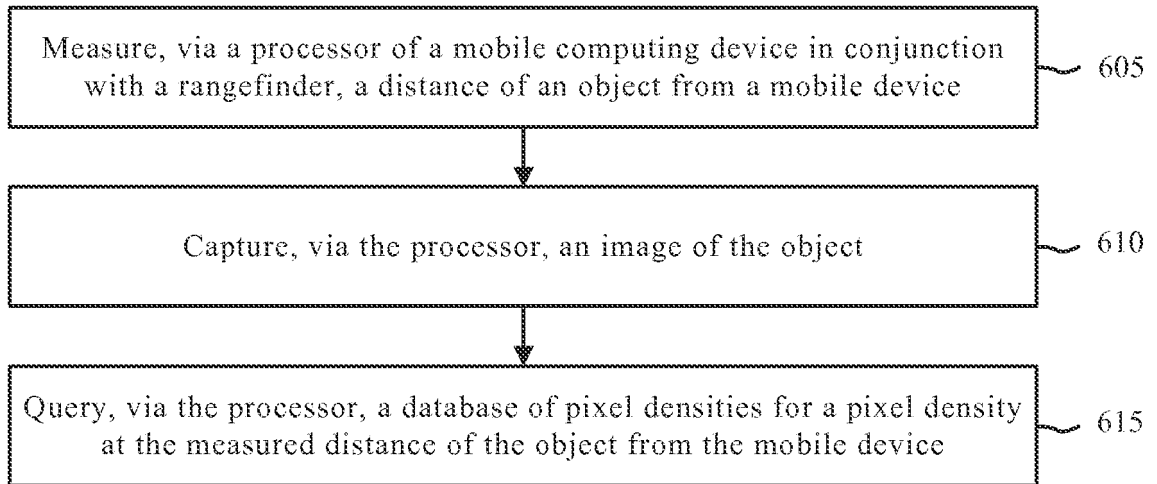 Measure, via a processor of a mobile computing device in conjunction
with a rangefinder, a distance of an object from a mobile device
605
Capture, via the processor, an image of the object
610
Query, via the processor, a database of pixel densities for a pixel density
at the measured distance of the object from the mobile device
615